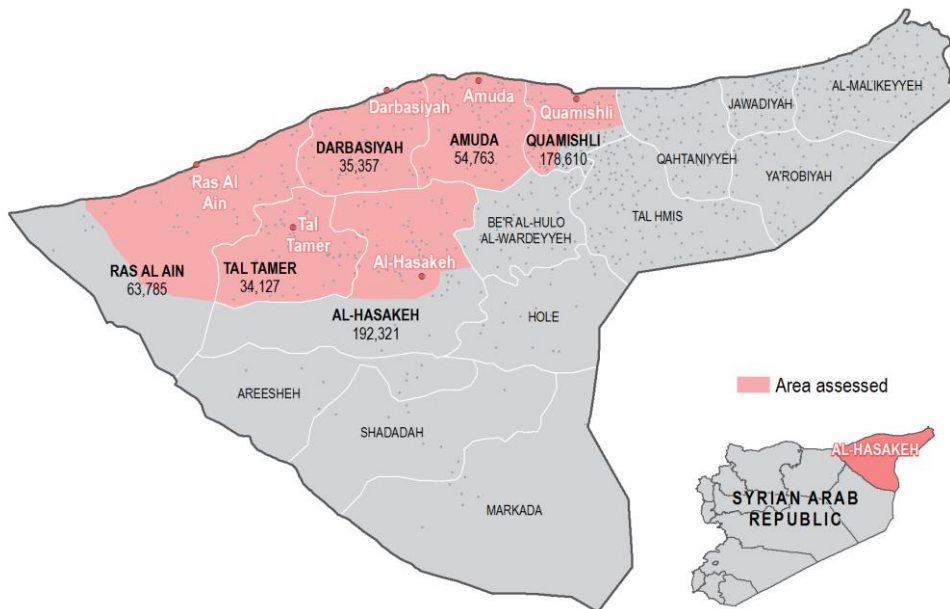 AL-MALIKEYYEH
JAWADIYAH
Amuda
Darbasiyah
Quamishli
DARBASIYAH
35,357
AMUDA
54,763
QUAMISHLI
178,610
QAHTANIYYEH
YA'ROBIYAH
Ras Al
Ain
Tal
Tamer
BE'R AL-HULO
AL-WARDEYYEH
TAL HMIS
Al-Hasakeh
RAS AL AIN
63,785
TAL TAMER
34,127
AL-HASAKEH
192,321
HOLE
AREESHEH
SHADADAH
MARKADA
Area assessed
AL-HASAKEH
SYRIAN ARAB
REPUBLIC